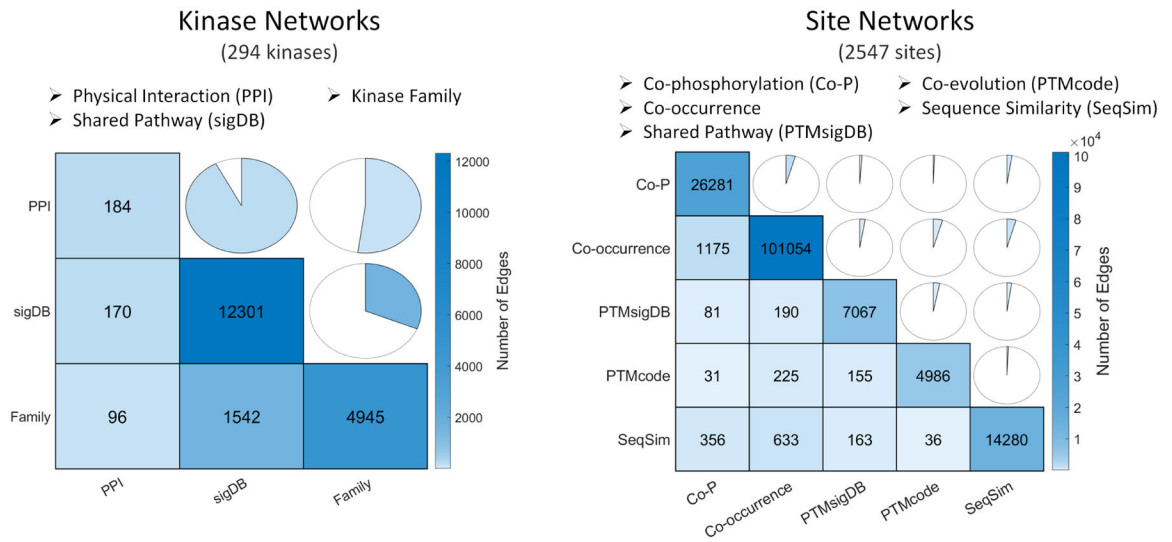 Kinase Networks
(294 kinases)
➢ Physical Interaction (PPI)
➢ Kinase Family
➢ Shared Pathway (sigDB)
PPI
184
sigDB
170
12301
Family
96
1542
4945
PPI
sigDB
Family
12000
10000
8000
6000
4000
2000
Number of Edges
Site Networks
(2547 sites)
➢ Co-phosphorylation (Co-P)
➢ Co-evolution (PTMcode)
➢ Co-occurrence
➢ Sequence Similarity (SeqSim)
➢ Shared Pathway (PTMsigDB)
Co-P
26281
Co-occurrence
1175
101054
PTMsigDB
81
190
7067
PTMcode
31
225
155
4986
SeqSim
356
633
163
36
14280
Co-P
Co-occurrence
PTMsigDB
PTMcode
SeqSim
×10⁴
10
9
8
7
6
5
4
3
2
1
Number of Edges